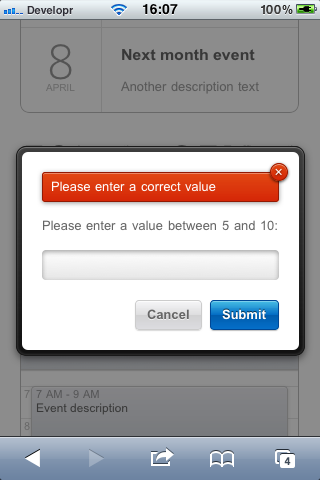 Developr 16:07 100%
8 Next month event
APRIL Another description text
Please enter a correct value
Please enter a value between 5 and 10:
Cancel Submit
7 7 AM - 9 AM
Event description
8
4